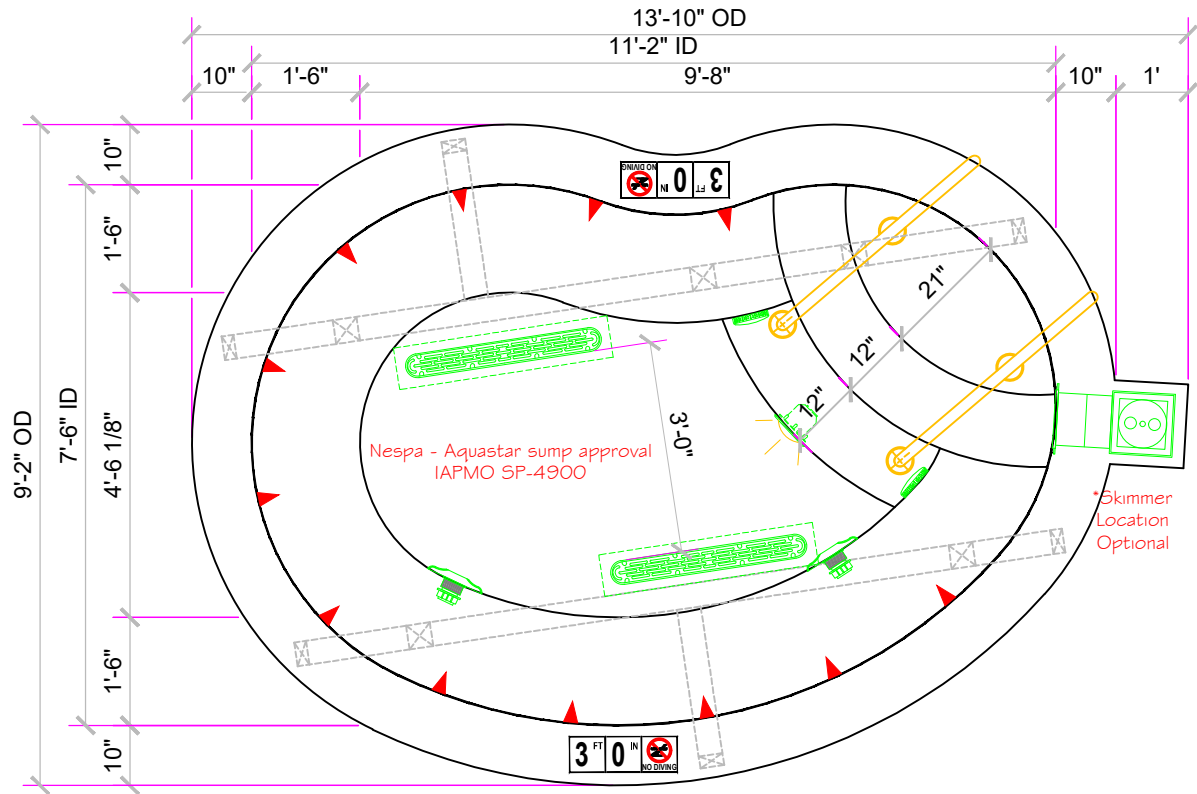 13'-10" OD
11'-2" ID
10"
1'-6"
9'-8"
10"
1'
9'-2" OD
7'-6" ID
10"
1'-6"
4'-6 1/8"
1'-6"
10"
NO DIVING
0 IN
3 FT
21"
12"
12"
3'-0"
Nespa - Aquastar sump approval
IAPMO SP-4900
*Skimmer
Location
Optional
3 FT
0 IN
NO DIVING